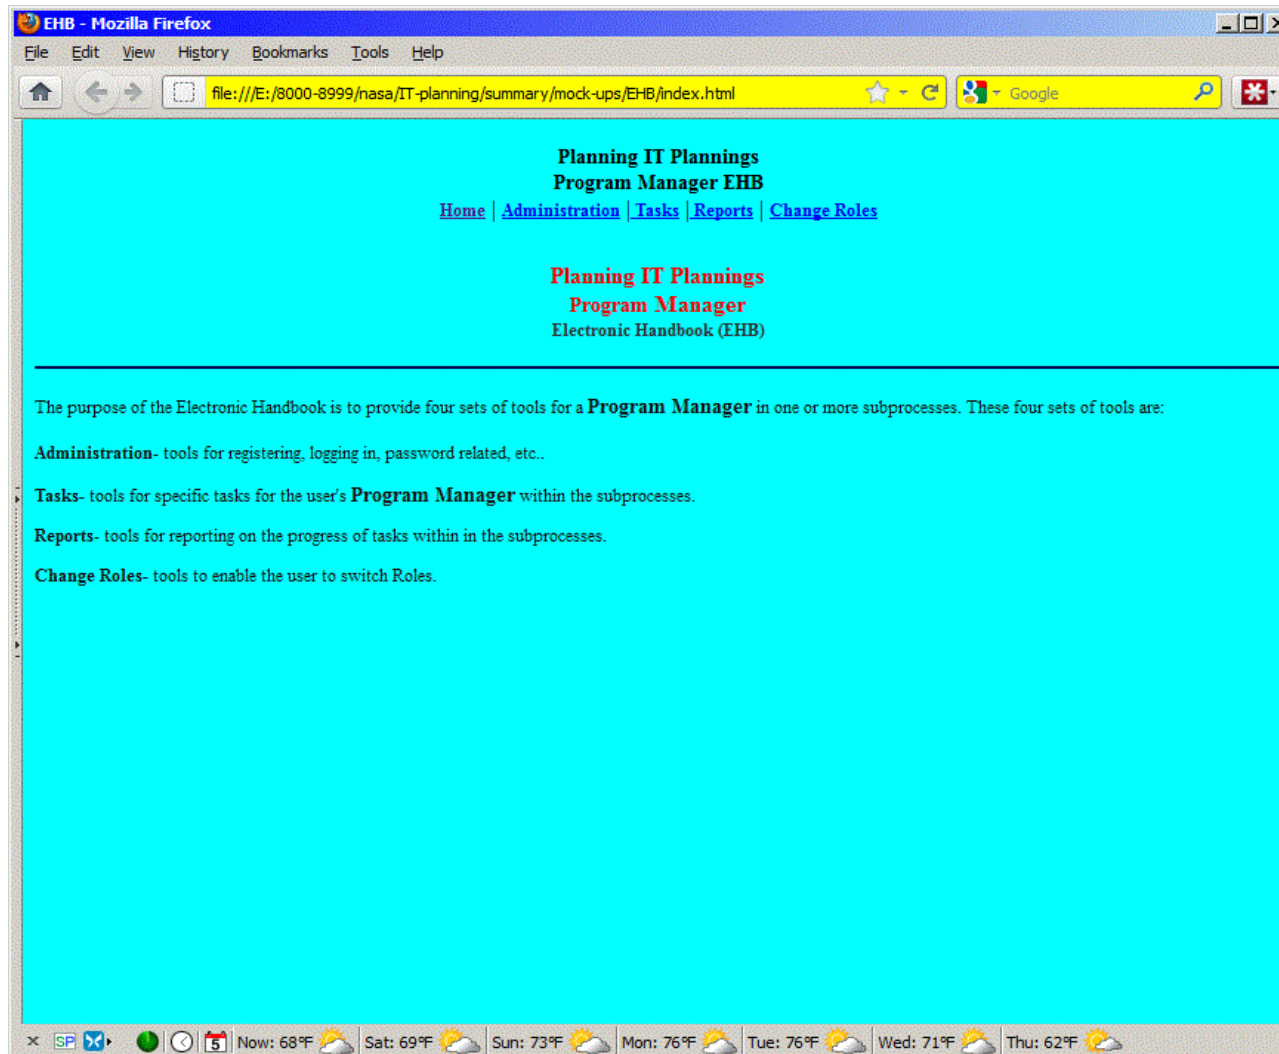 EHB - Mozilla Firefox
File Edit View History Bookmarks Tools Help
file:///E:/8000-8999/nasa/IT-planning/summary/mock-ups/EHB/index.html Google
Planning IT Plannings
Program Manager EHB
Home | Administration | Tasks | Reports | Change Roles
Planning IT Plannings
Program Manager
Electronic Handbook (EHB)
The purpose of the Electronic Handbook is to provide four sets of tools for a Program Manager in one or more subprocesses. These four sets of tools are:
Administration- tools for registering, logging in, password related, etc..
Tasks- tools for specific tasks for the user's Program Manager within the subprocesses.
Reports- tools for reporting on the progress of tasks within in the subprocesses.
Change Roles- tools to enable the user to switch Roles.
SP 5 Now: 68°F Sat: 69°F Sun: 73°F Mon: 76°F Tue: 76°F Wed: 71°F Thu: 62°F